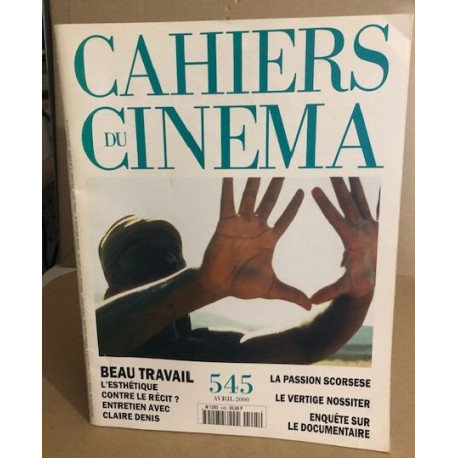 CAHIERS
DU CINEMA
BEAU TRAVAIL
L'ESTHÉTIQUE
CONTRE LE RÉCIT ?
ENTRETIEN AVEC
CLAIRE DENIS
545
AVRIL 2000
LA PASSION SCORSESE
LE VERTIGE NOSSITER
ENQUÊTE SUR
LE DOCUMENTAIRE